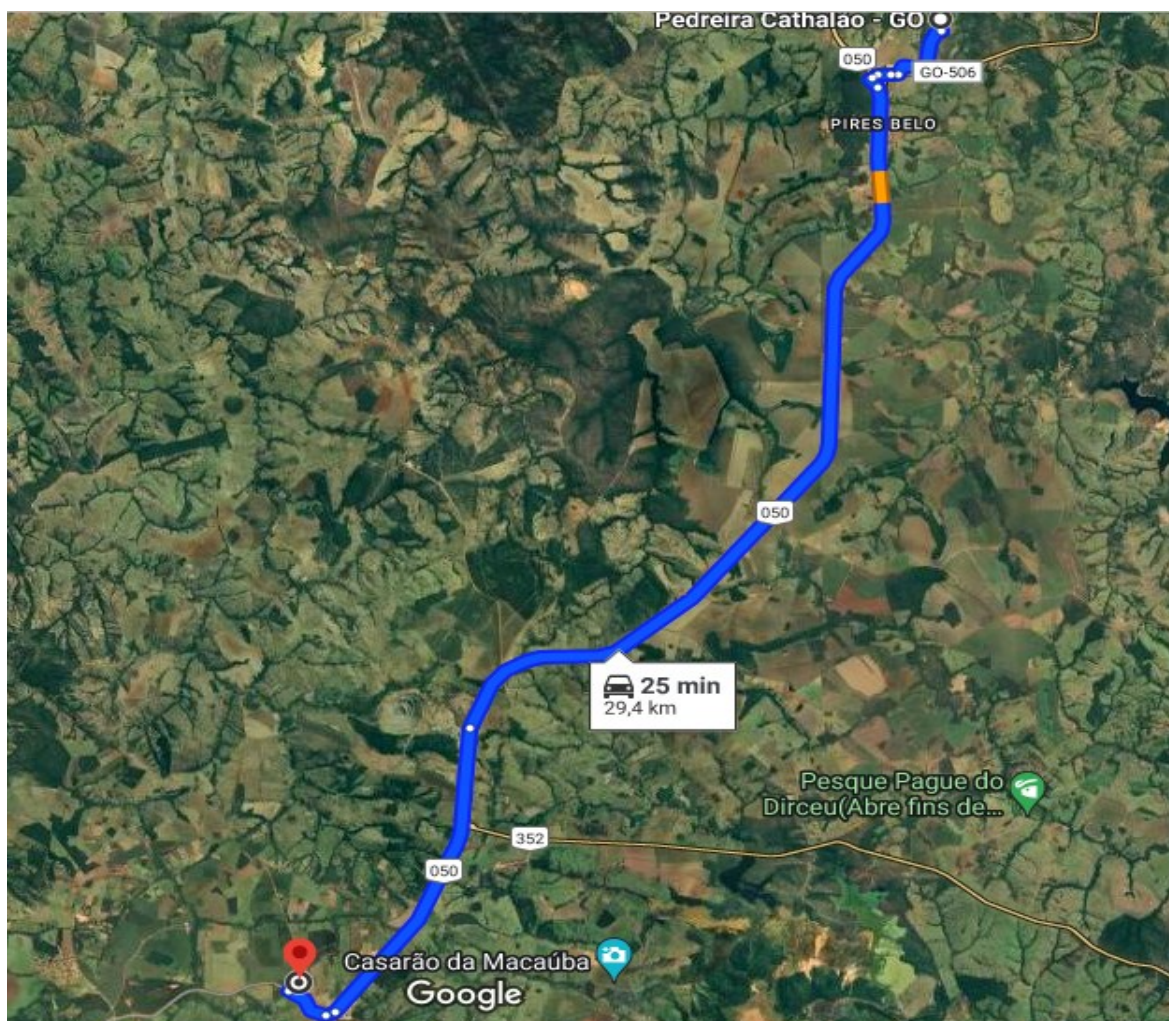 Pedreira Cathalão - GO
050
GO-506
PIRES BELO
050
25 min
29,4 km
Pesque Pague do
Dirceu(Abre fins de...
352
050
Casarão da Macaúba
Google